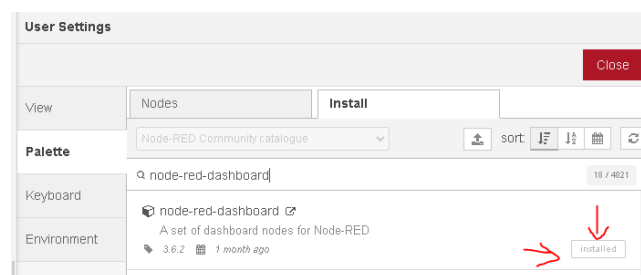 User Settings
Close
View
Nodes
Install
Node-RED Community catalogue
sort:
Palette
node-red-dashboard
18 / 4821
Keyboard
node-red-dashboard
A set of dashboard nodes for Node-RED
Environment
3.6.2 1 month ago
installed